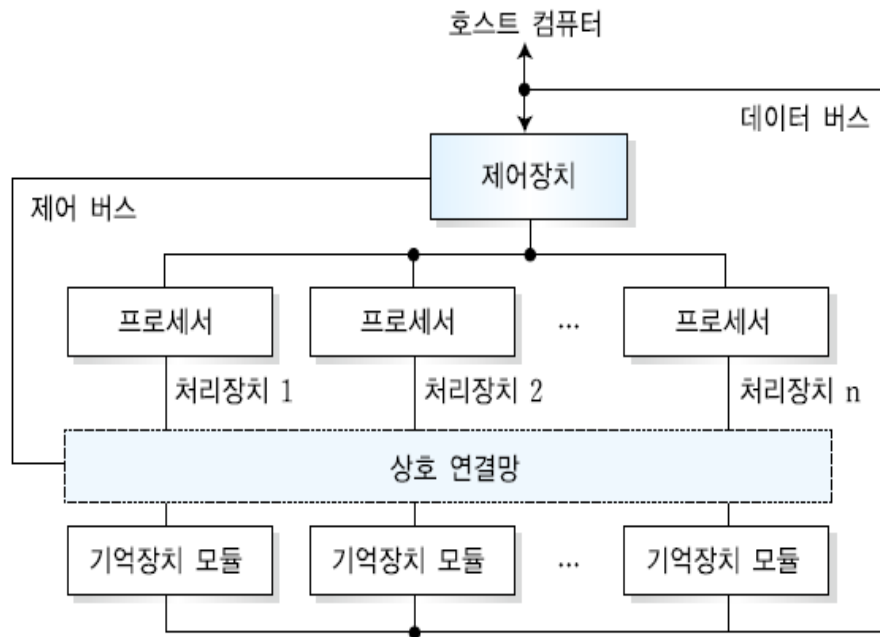 호스트 컴퓨터
데이터 버스
제어장치
제어 버스
프로세서 프로세서 ... 프로세서
처리장치 1 처리장치 2 처리장치 n
상호 연결망
기억장치 모듈 기억장치 모듈 ... 기억장치 모듈